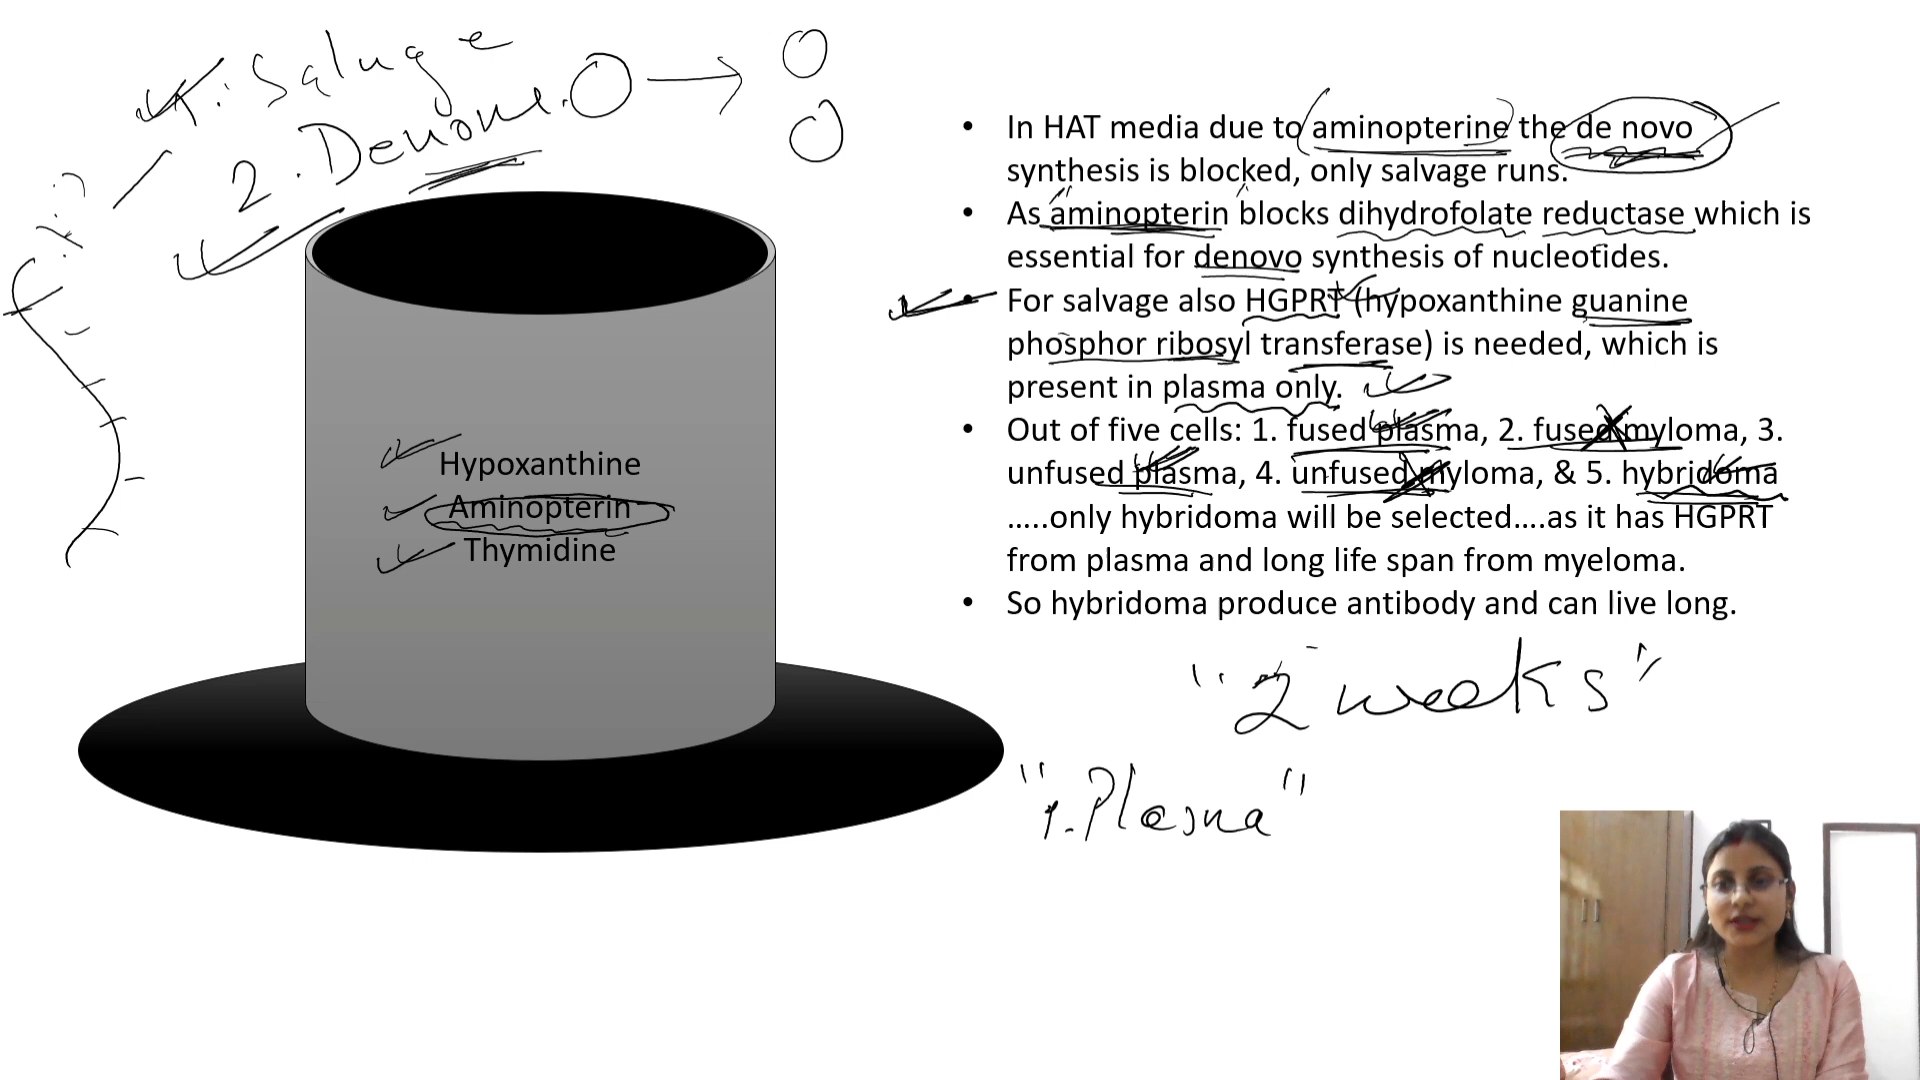 1. Salvage
2. Denovo.
Hypoxanthine
Aminopterin
Thymidine
• In HAT media due to aminopterine the de novo
synthesis is blocked, only salvage runs.
• As aminopterin blocks dihydrofolate reductase which is
essential for denovo synthesis of nucleotides.
• For salvage also HGPRT (hypoxanthine guanine
phosphor ribosyl transferase) is needed, which is
present in plasma only.
• Out of five cells: 1. fused plasma, 2. fused myloma, 3.
unfused plasma, 4. unfused myloma, & 5. hybridoma
.....only hybridoma will be selected....as it has HGPRT
from plasma and long life span from myeloma.
• So hybridoma produce antibody and can live long.
"2 weeks"
"1. Plasma"